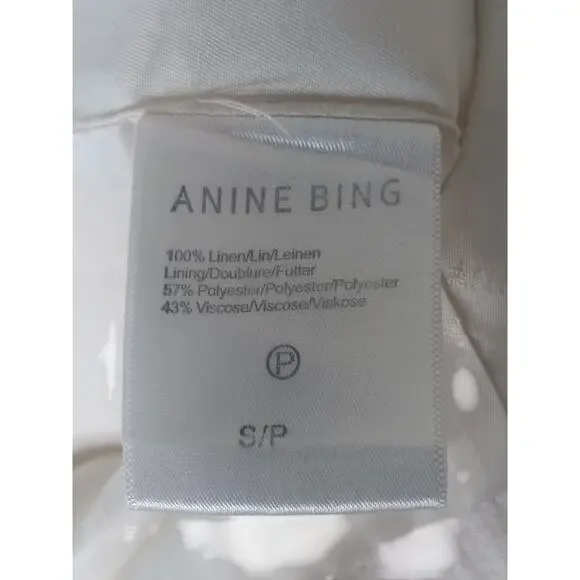 ANINE BING
100% Linen/Lin/Leinen
Lining/Doublure/Futter
57% Polyester/Polyester/Polyester
43% Viscose/Viscose/Viskose
P
S/P